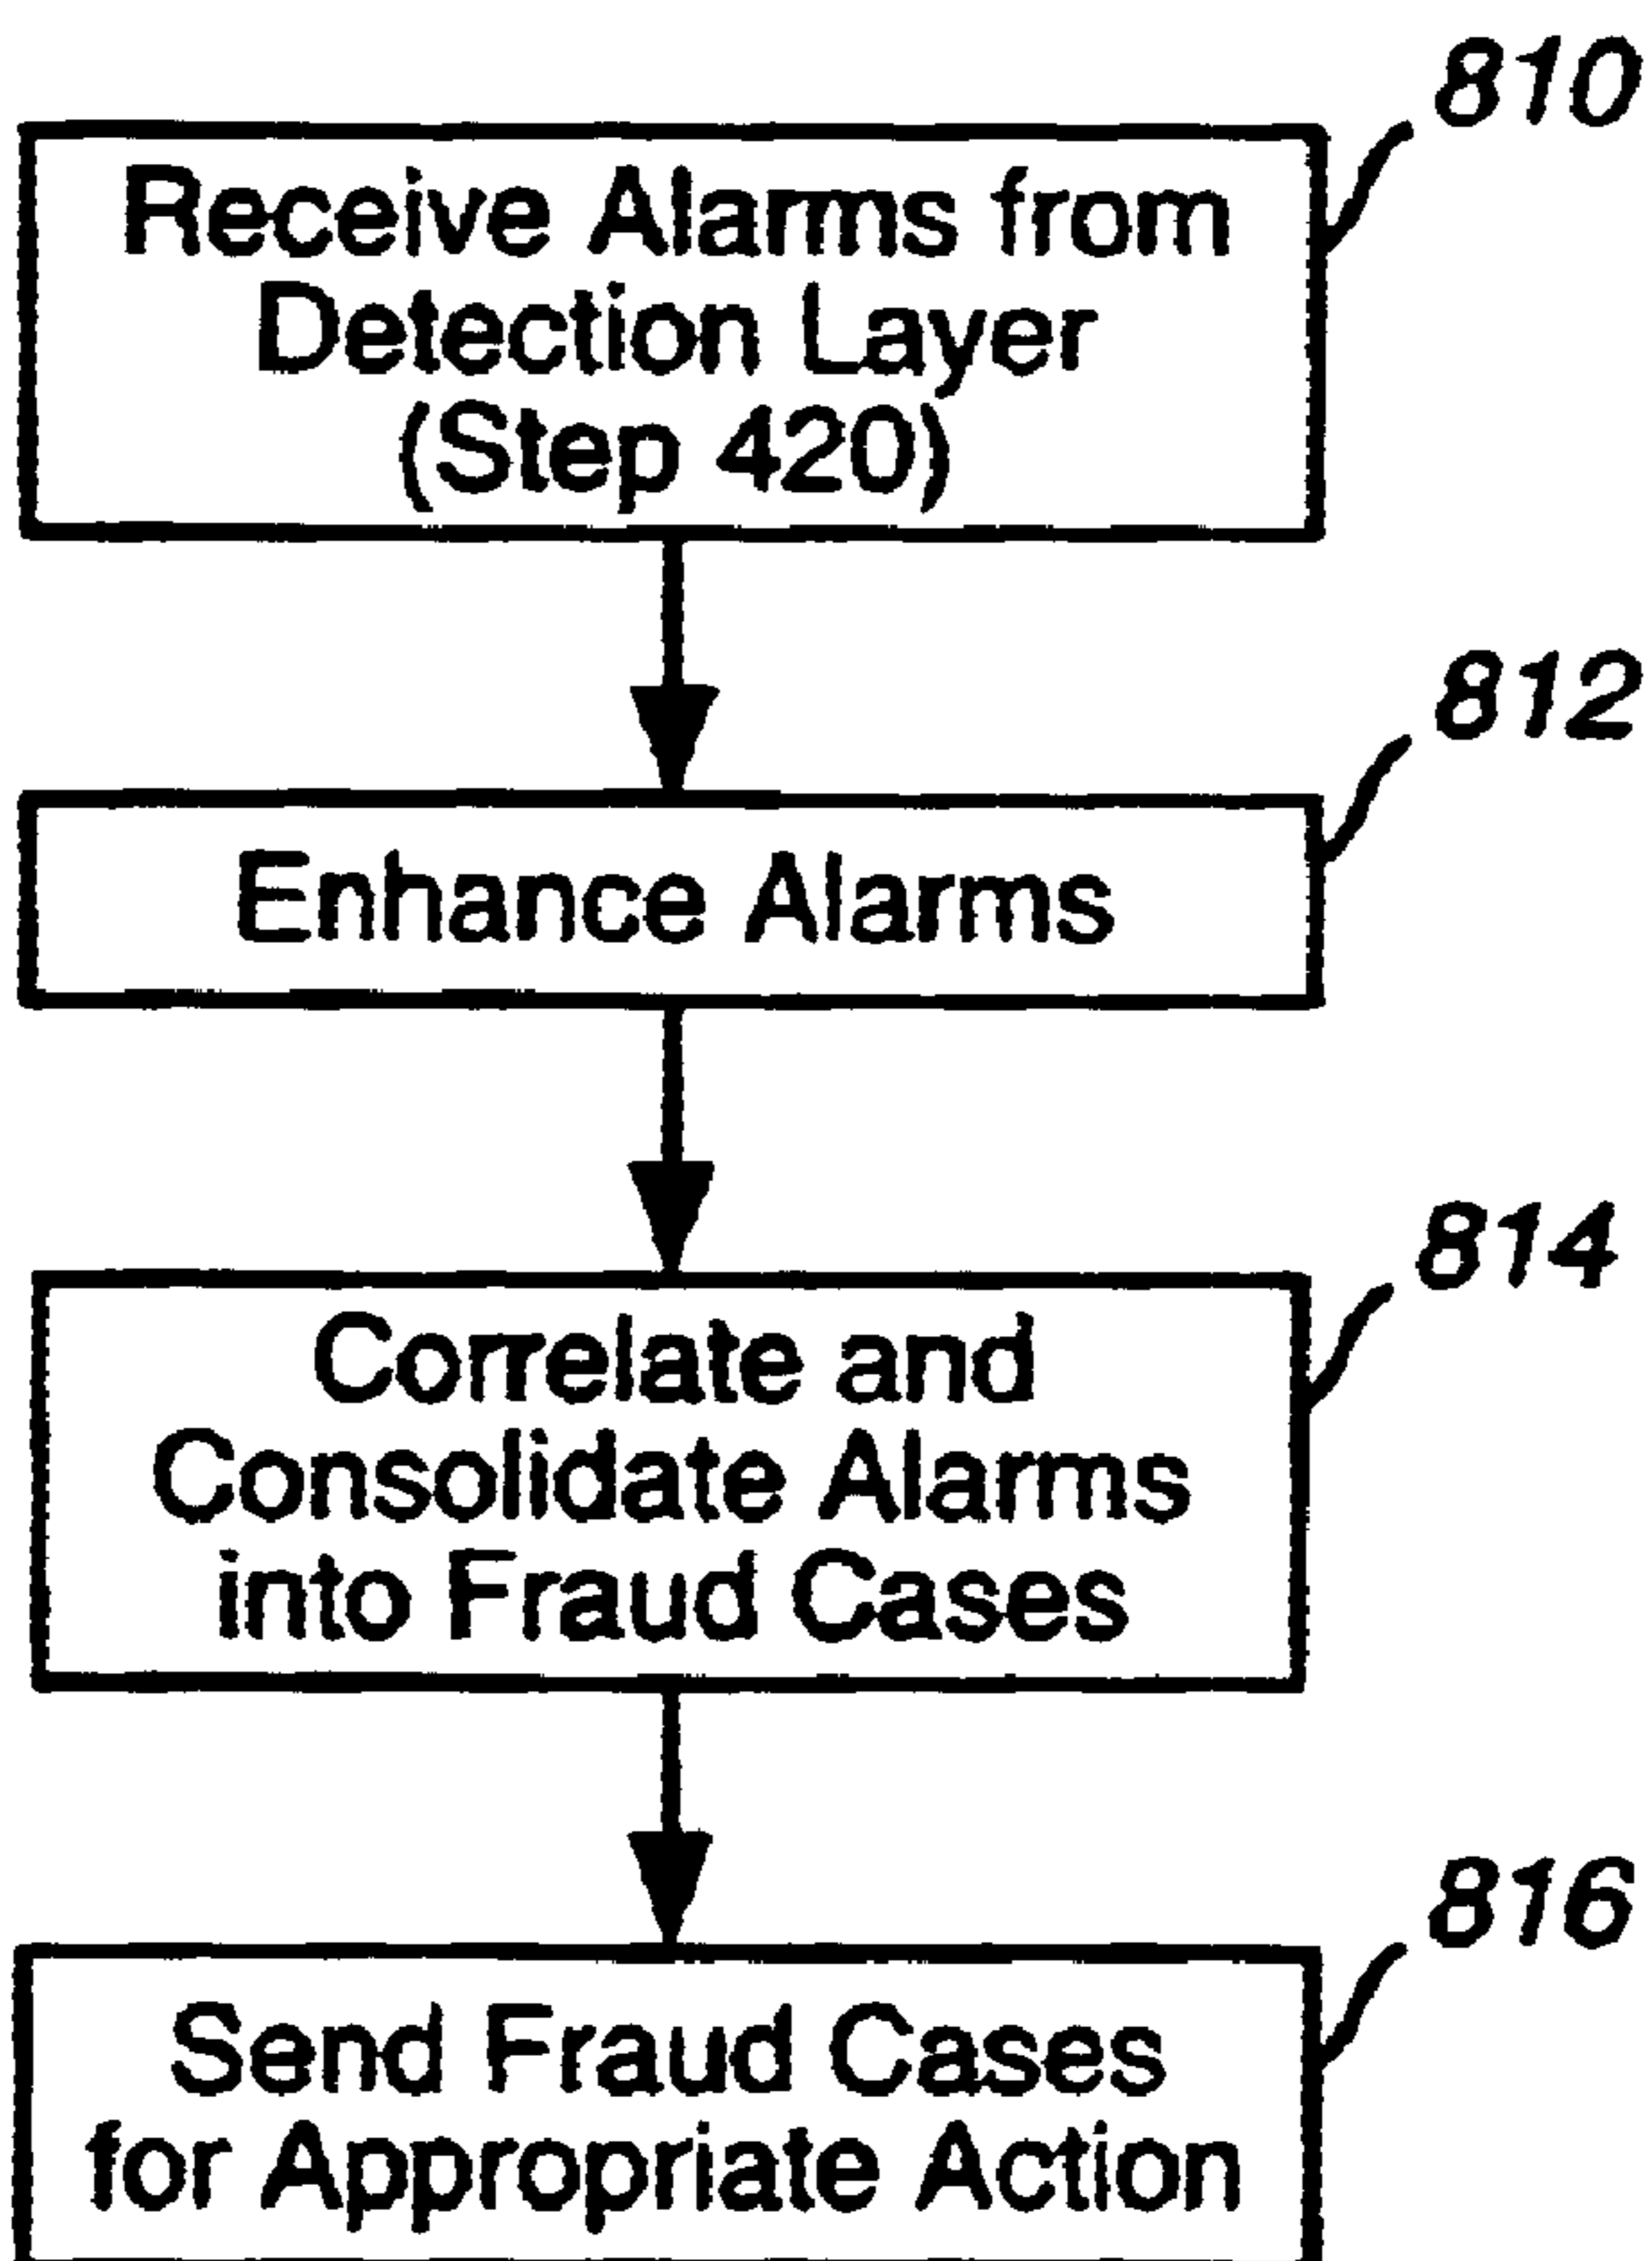 810
Receive Alarms from
Detection Layer
(Step 420)
812
Enhance Alarms
814
Correlate and
Consolidate Alarms
into Fraud Cases
816
Send Fraud Cases
for Appropriate Action